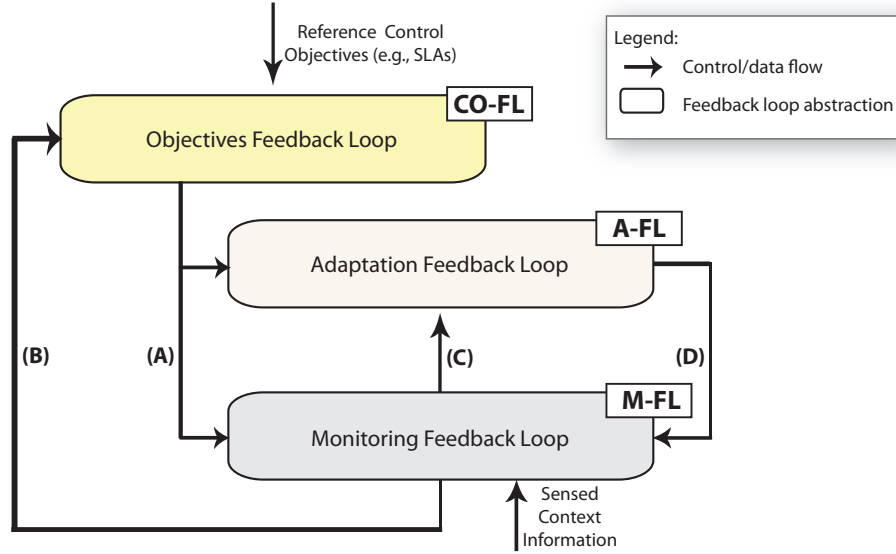 Reference Control
Objectives (e.g., SLAs)
Legend:
Control/data flow
Feedback loop abstraction
CO-FL
Objectives Feedback Loop
A-FL
Adaptation Feedback Loop
(B)
(A)
(C)
(D)
M-FL
Monitoring Feedback Loop
Sensed
Context
Information